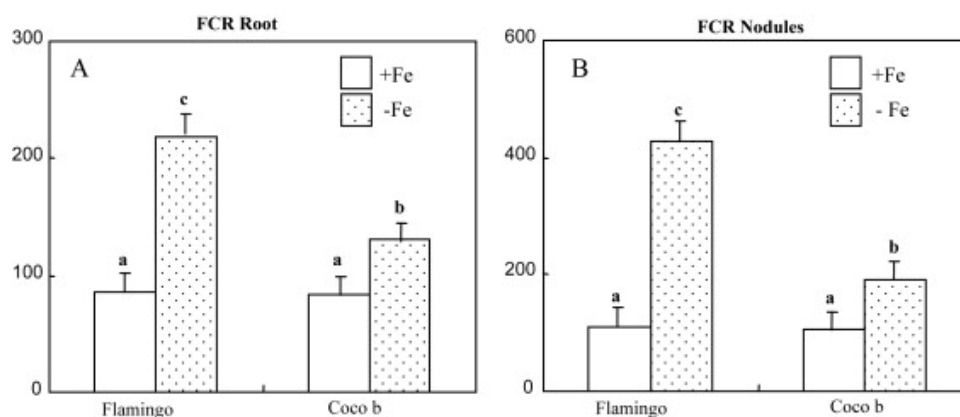 FCR Root
300
A
+Fe
-Fe
c
200
b
a
a
100
0
Flamingo
Coco b
FCR Nodules
600
B
+Fe
- Fe
c
400
b
200
a
a
0
Flamingo
Coco b